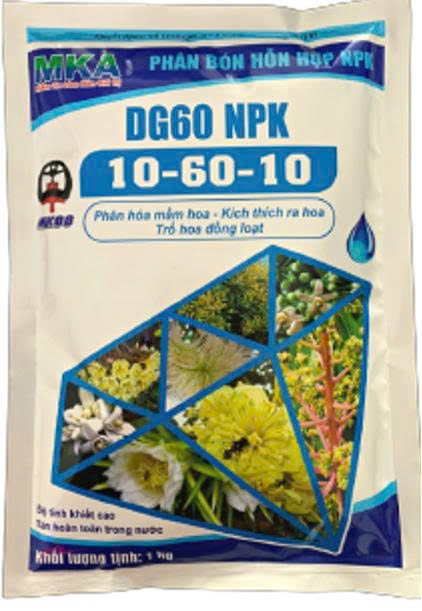 MKA
PHÂN BÓN HỖN HỢP NPK
DG60 NPK
10-60-10
Phân hóa mầm hoa - Kích thích ra hoa
Trổ hoa đồng loạt
Độ tinh khiết cao
Tan hoàn toàn trong nước
Khối lượng tịnh: 1 kg